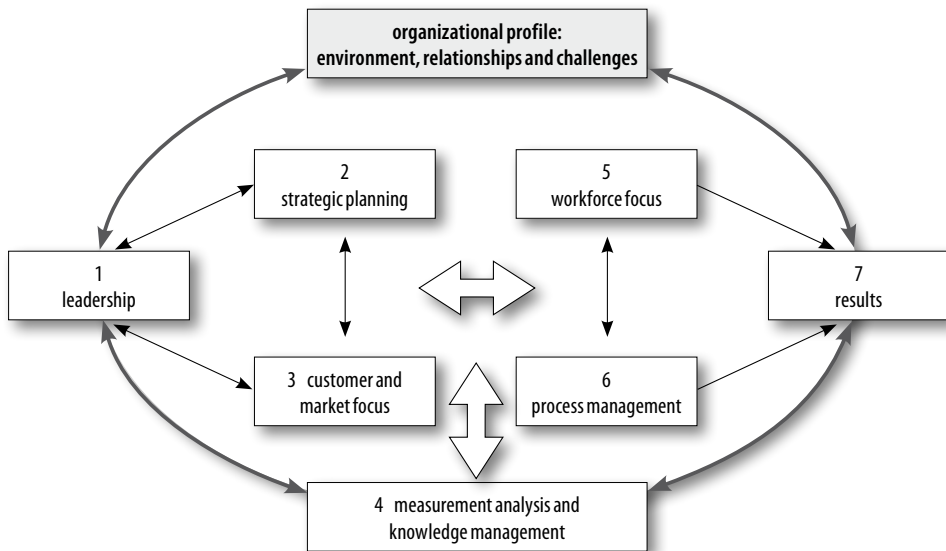 organizational profile:
environment, relationships and challenges
2
strategic planning
5
workforce focus
1
leadership
7
results
3 customer and
market focus
6
process management
4 measurement analysis and
knowledge management